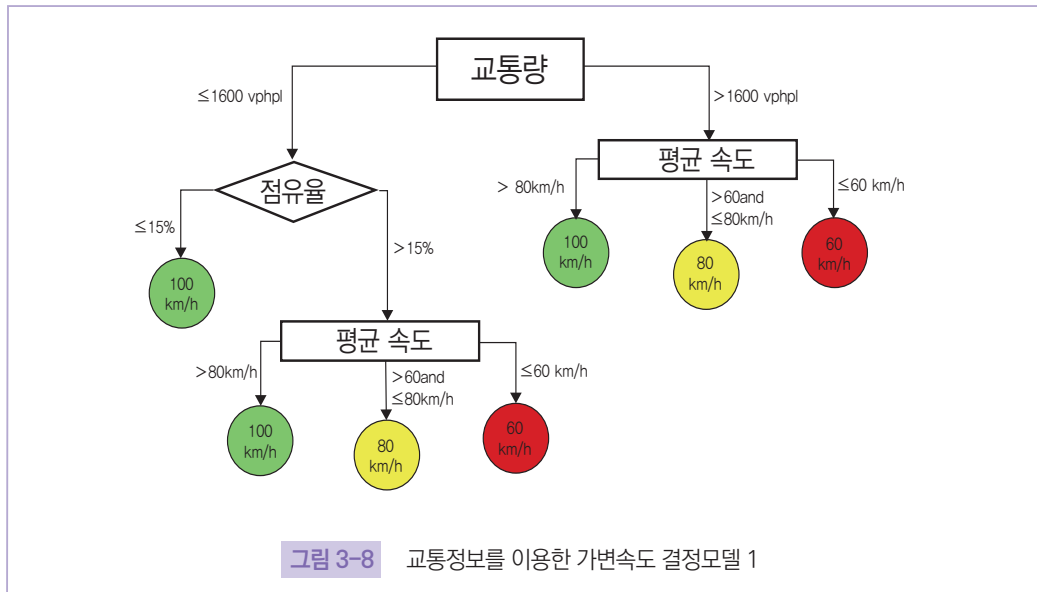 교통량
≤1600 vphpl
>1600 vphpl
평균 속도
> 80km/h
>60and
≤80km/h
≤60 km/h
100
km/h
80
km/h
60
km/h
점유율
≤15%
>15%
100
km/h
평균 속도
>80km/h
>60and
≤80km/h
≤60 km/h
100
km/h
80
km/h
60
km/h
그림 3-8 교통정보를 이용한 가변속도 결정모델 1